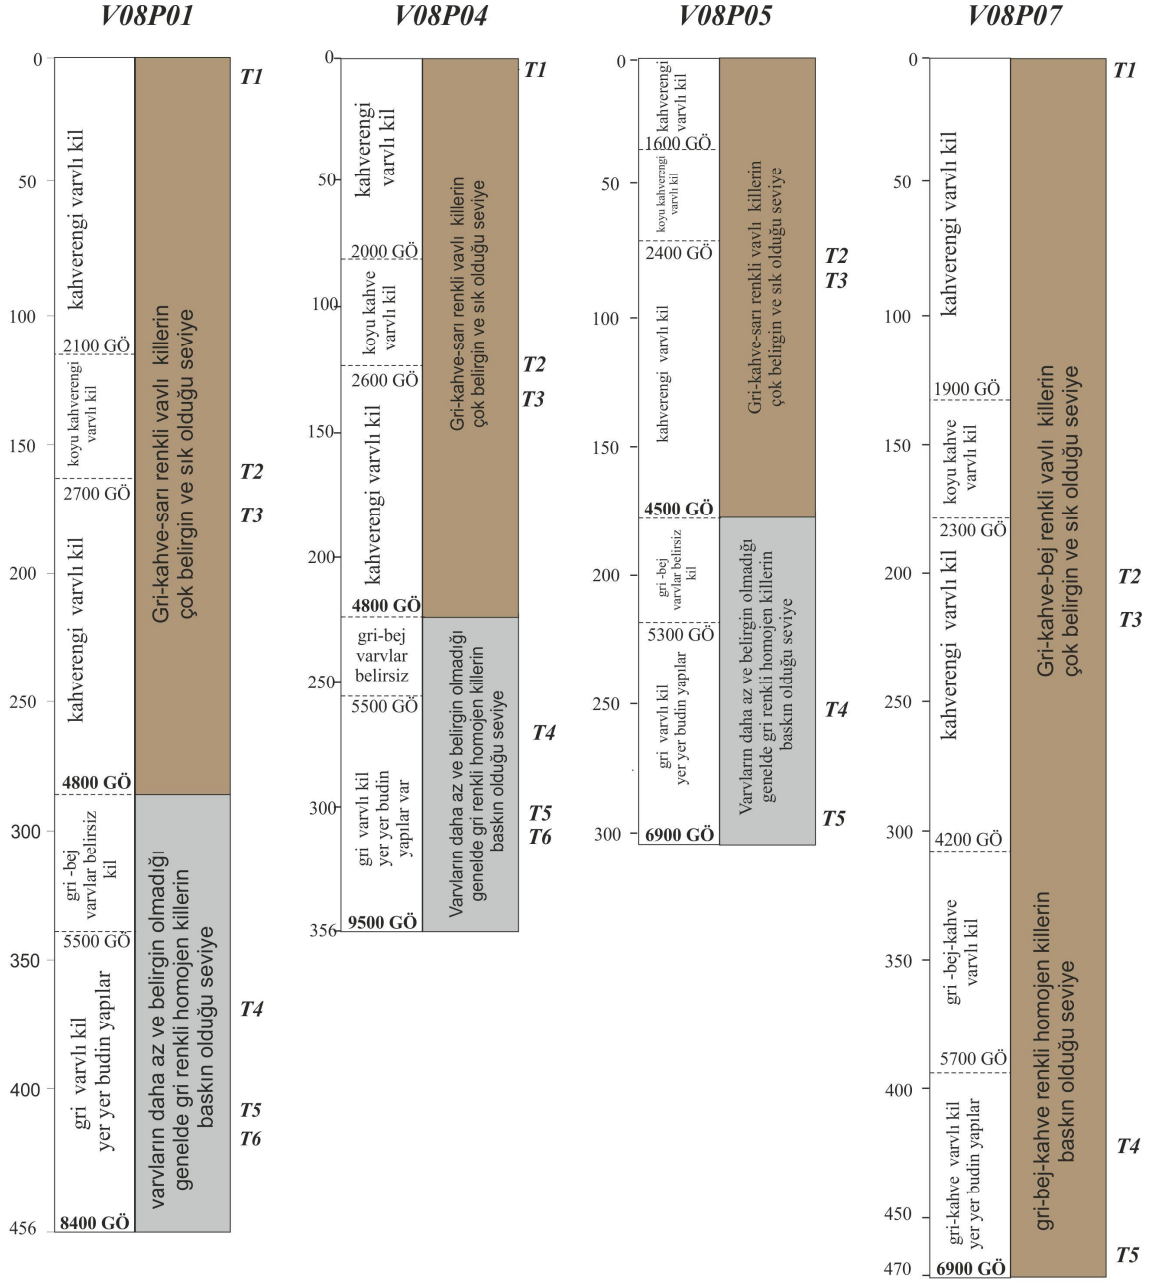 V08P01
0
50
100
150
200
250
300
350
400
456
kahverengi varvlı kil
2100 GÖ
koyu kahverengi
varvlı kil
2700 GÖ
kahverengi varvlı kil
4800 GÖ
gri -bej
varvlar belirsiz
kil
5500 GÖ
gri varvlı kil
yer yer budin yapılar
8400 GÖ
Gri-kahve-sarı renkli vavlı killerin
çok belirgin ve sık olduğu seviye
varvların daha az ve belirgin olmadığı
genelde gri renkli homojen killerin
baskın olduğu seviye
T1
T2
T3
T4
T5
T6
V08P04
0
50
100
150
200
250
300
356
kahverengi
varvlı kil
2000 GÖ
koyu kahve
varvlı kil
2600 GÖ
kahverengi varvlı kil
4800 GÖ
gri-bej
varvlar
belirsiz
5500 GÖ
gri varvlı kil
yer yer budin
yapılar var
9500 GÖ
Gri-kahve-sarı renkli vavlı killerin
çok belirgin ve sık olduğu seviye
Varvların daha az ve belirgin olmadığı
genelde gri renkli homojen killerin
baskın olduğu seviye
T1
T2
T3
T4
T5
T6
V08P05
0
50
100
150
200
250
300
kahverengi
varvlı kil
1600 GÖ
koyu kahverengi
varvlı kil
2400 GÖ
kahverengi varvlı kil
4500 GÖ
gri -bej
varvlar belirsiz
kil
5300 GÖ
gri varvlı kil
yer yer budin yapılar
6900 GÖ
Gri-kahve-sarı renkli vavlı killerin
çok belirgin ve sık olduğu seviye
Varvların daha az ve belirgin olmadığı
genelde gri renkli homojen killerin
baskın olduğu seviye
T2
T3
T4
T5
V08P07
0
50
100
150
200
250
300
350
400
450
470
kahverengi varvlı kil
1900 GÖ
koyu kahve
varvlı kil
2300 GÖ
kahverengi varvlı kil
4200 GÖ
gri -bej-kahve
varvlı kil
5700 GÖ
gri-kahve varvlı kil
yer yer budin yapılar
6900 GÖ
Gri-kahve-bej renkli vavlı killerin
çok belirgin ve sık olduğu seviye
gri-bej-kahve renkli homojen killerin
baskın olduğu seviye
T1
T2
T3
T4
T5